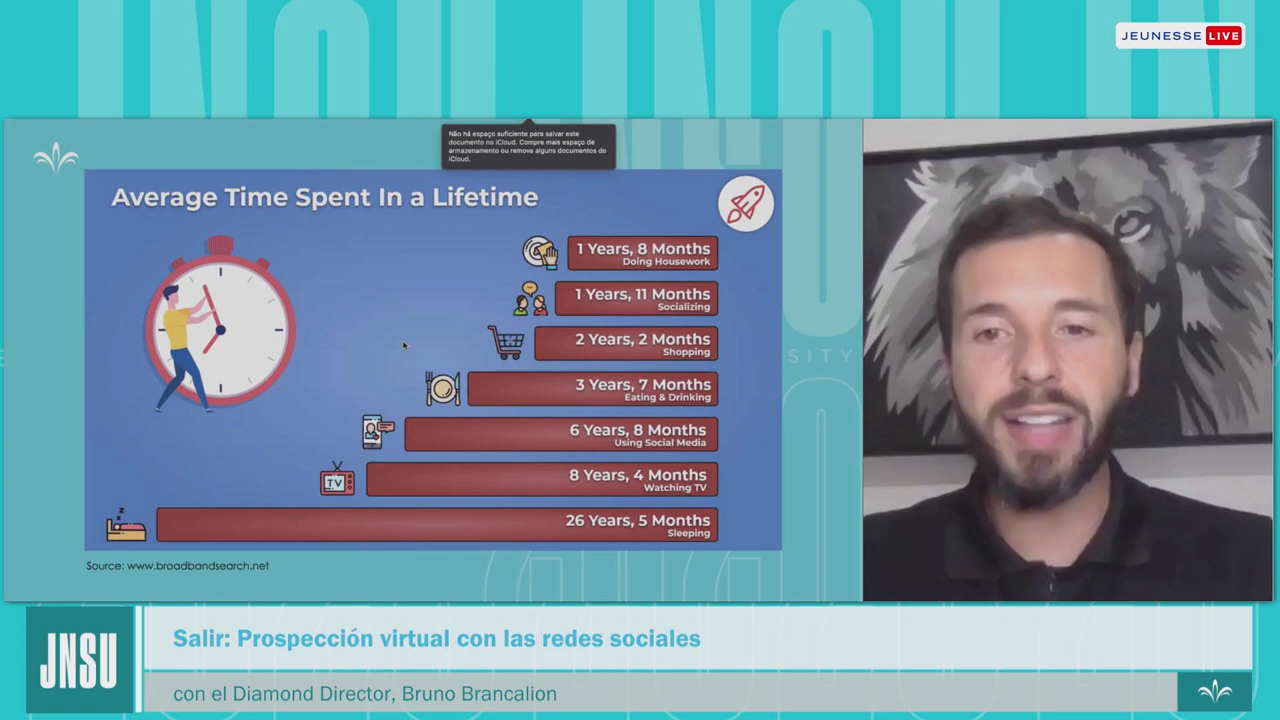 JEUNESSE LIVE
Não há espaço suficiente para salvar este
documento no iCloud. Compre mais espaço de
armazenamento ou remova alguns documentos do
iCloud.
Average Time Spent In a Lifetime
1 Years, 8 Months
Doing Housework
1 Years, 11 Months
Socializing
2 Years, 2 Months
Shopping
3 Years, 7 Months
Eating & Drinking
6 Years, 8 Months
Using Social Media
TV
8 Years, 4 Months
Watching TV
z
z
26 Years, 5 Months
Sleeping
Source: www.broadbandsearch.net
SITY
JNSU
Salir: Prospección virtual con las redes sociales
con el Diamond Director, Bruno Brancalion